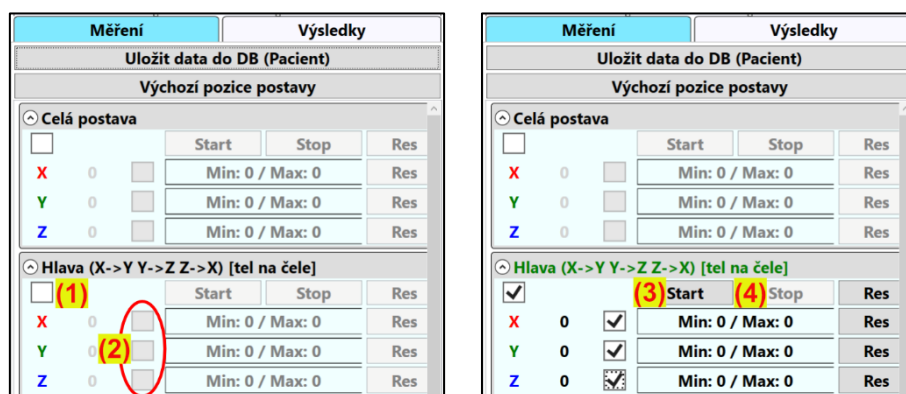 Měření Výsledky
Uložit data do DB (Pacient)
Výchozí pozice postavy
Celá postava
Start Stop Res
X 0 Min: 0 / Max: 0 Res
Y 0 Min: 0 / Max: 0 Res
Z 0 Min: 0 / Max: 0 Res
Hlava (X->Y Y->Z Z->X) [tel na čele]
(1) Start Stop Res
X 0 Min: 0 / Max: 0 Res
Y 0 (2) Min: 0 / Max: 0 Res
Z 0 Min: 0 / Max: 0 Res
Měření Výsledky
Uložit data do DB (Pacient)
Výchozí pozice postavy
Celá postava
Start Stop Res
X 0 Min: 0 / Max: 0 Res
Y 0 Min: 0 / Max: 0 Res
Z 0 Min: 0 / Max: 0 Res
Hlava (X->Y Y->Z Z->X) [tel na čele]
(3) Start (4) Stop Res
X 0 Min: 0 / Max: 0 Res
Y 0 Min: 0 / Max: 0 Res
Z 0 Min: 0 / Max: 0 Res